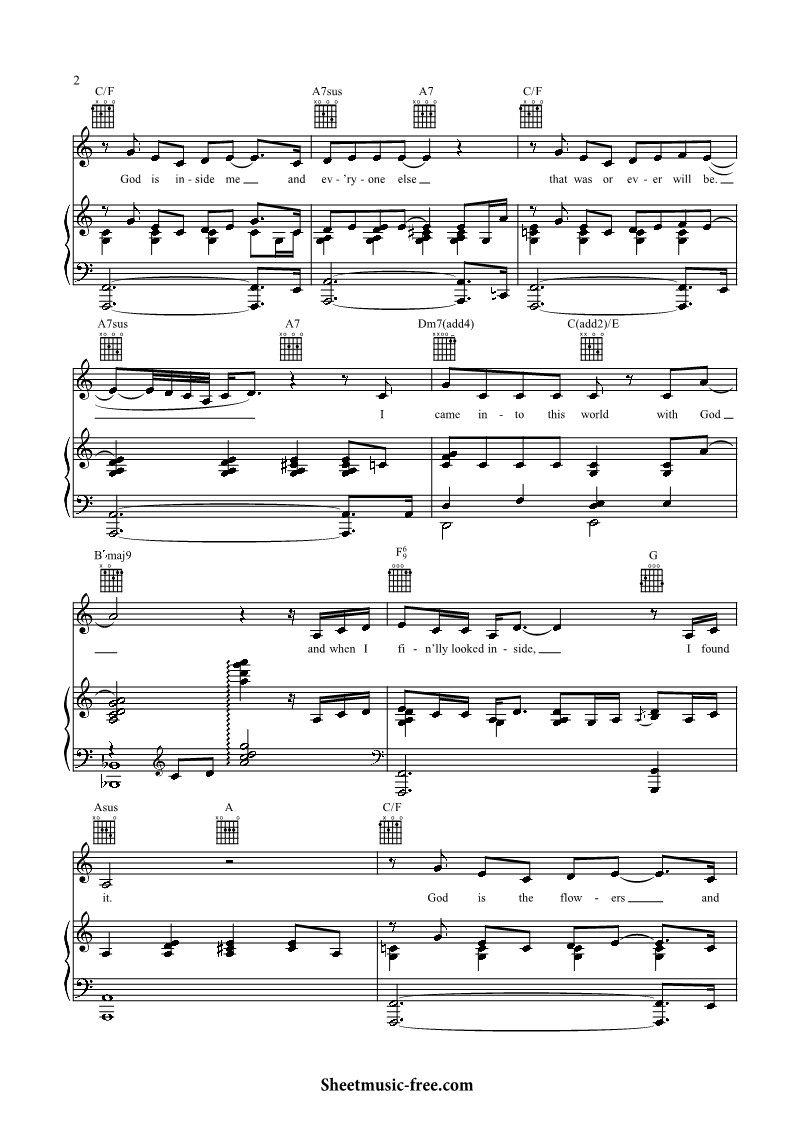 2
C/F A7sus A7 C/F
God is in - side me and ev - 'ry - one else that was or ev - er will be.
A7sus A7 Dm7(add4) C(add2)/E
I came in - to this world with God
B♭maj9 F6/9 G
and when I fi - n'lly looked in - side, I found
Asus A C/F
it. God is the flow - ers and
Sheetmusic-free.com